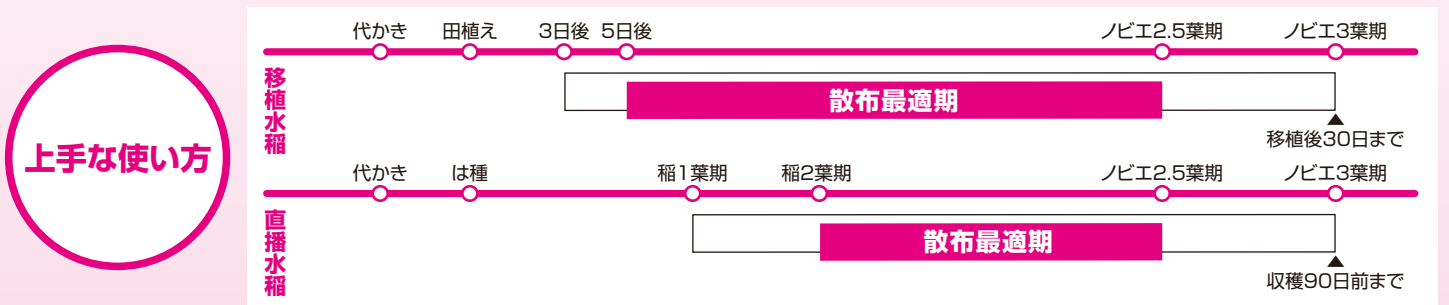 上手な使い方
代かき 田植え 3日後 5日後 ノビエ2.5葉期 ノビエ3葉期
移植水稲
散布最適期
移植後30日まで
代かき は種 稲1葉期 稲2葉期 ノビエ2.5葉期 ノビエ3葉期
直播水稲
散布最適期
収穫90日前まで